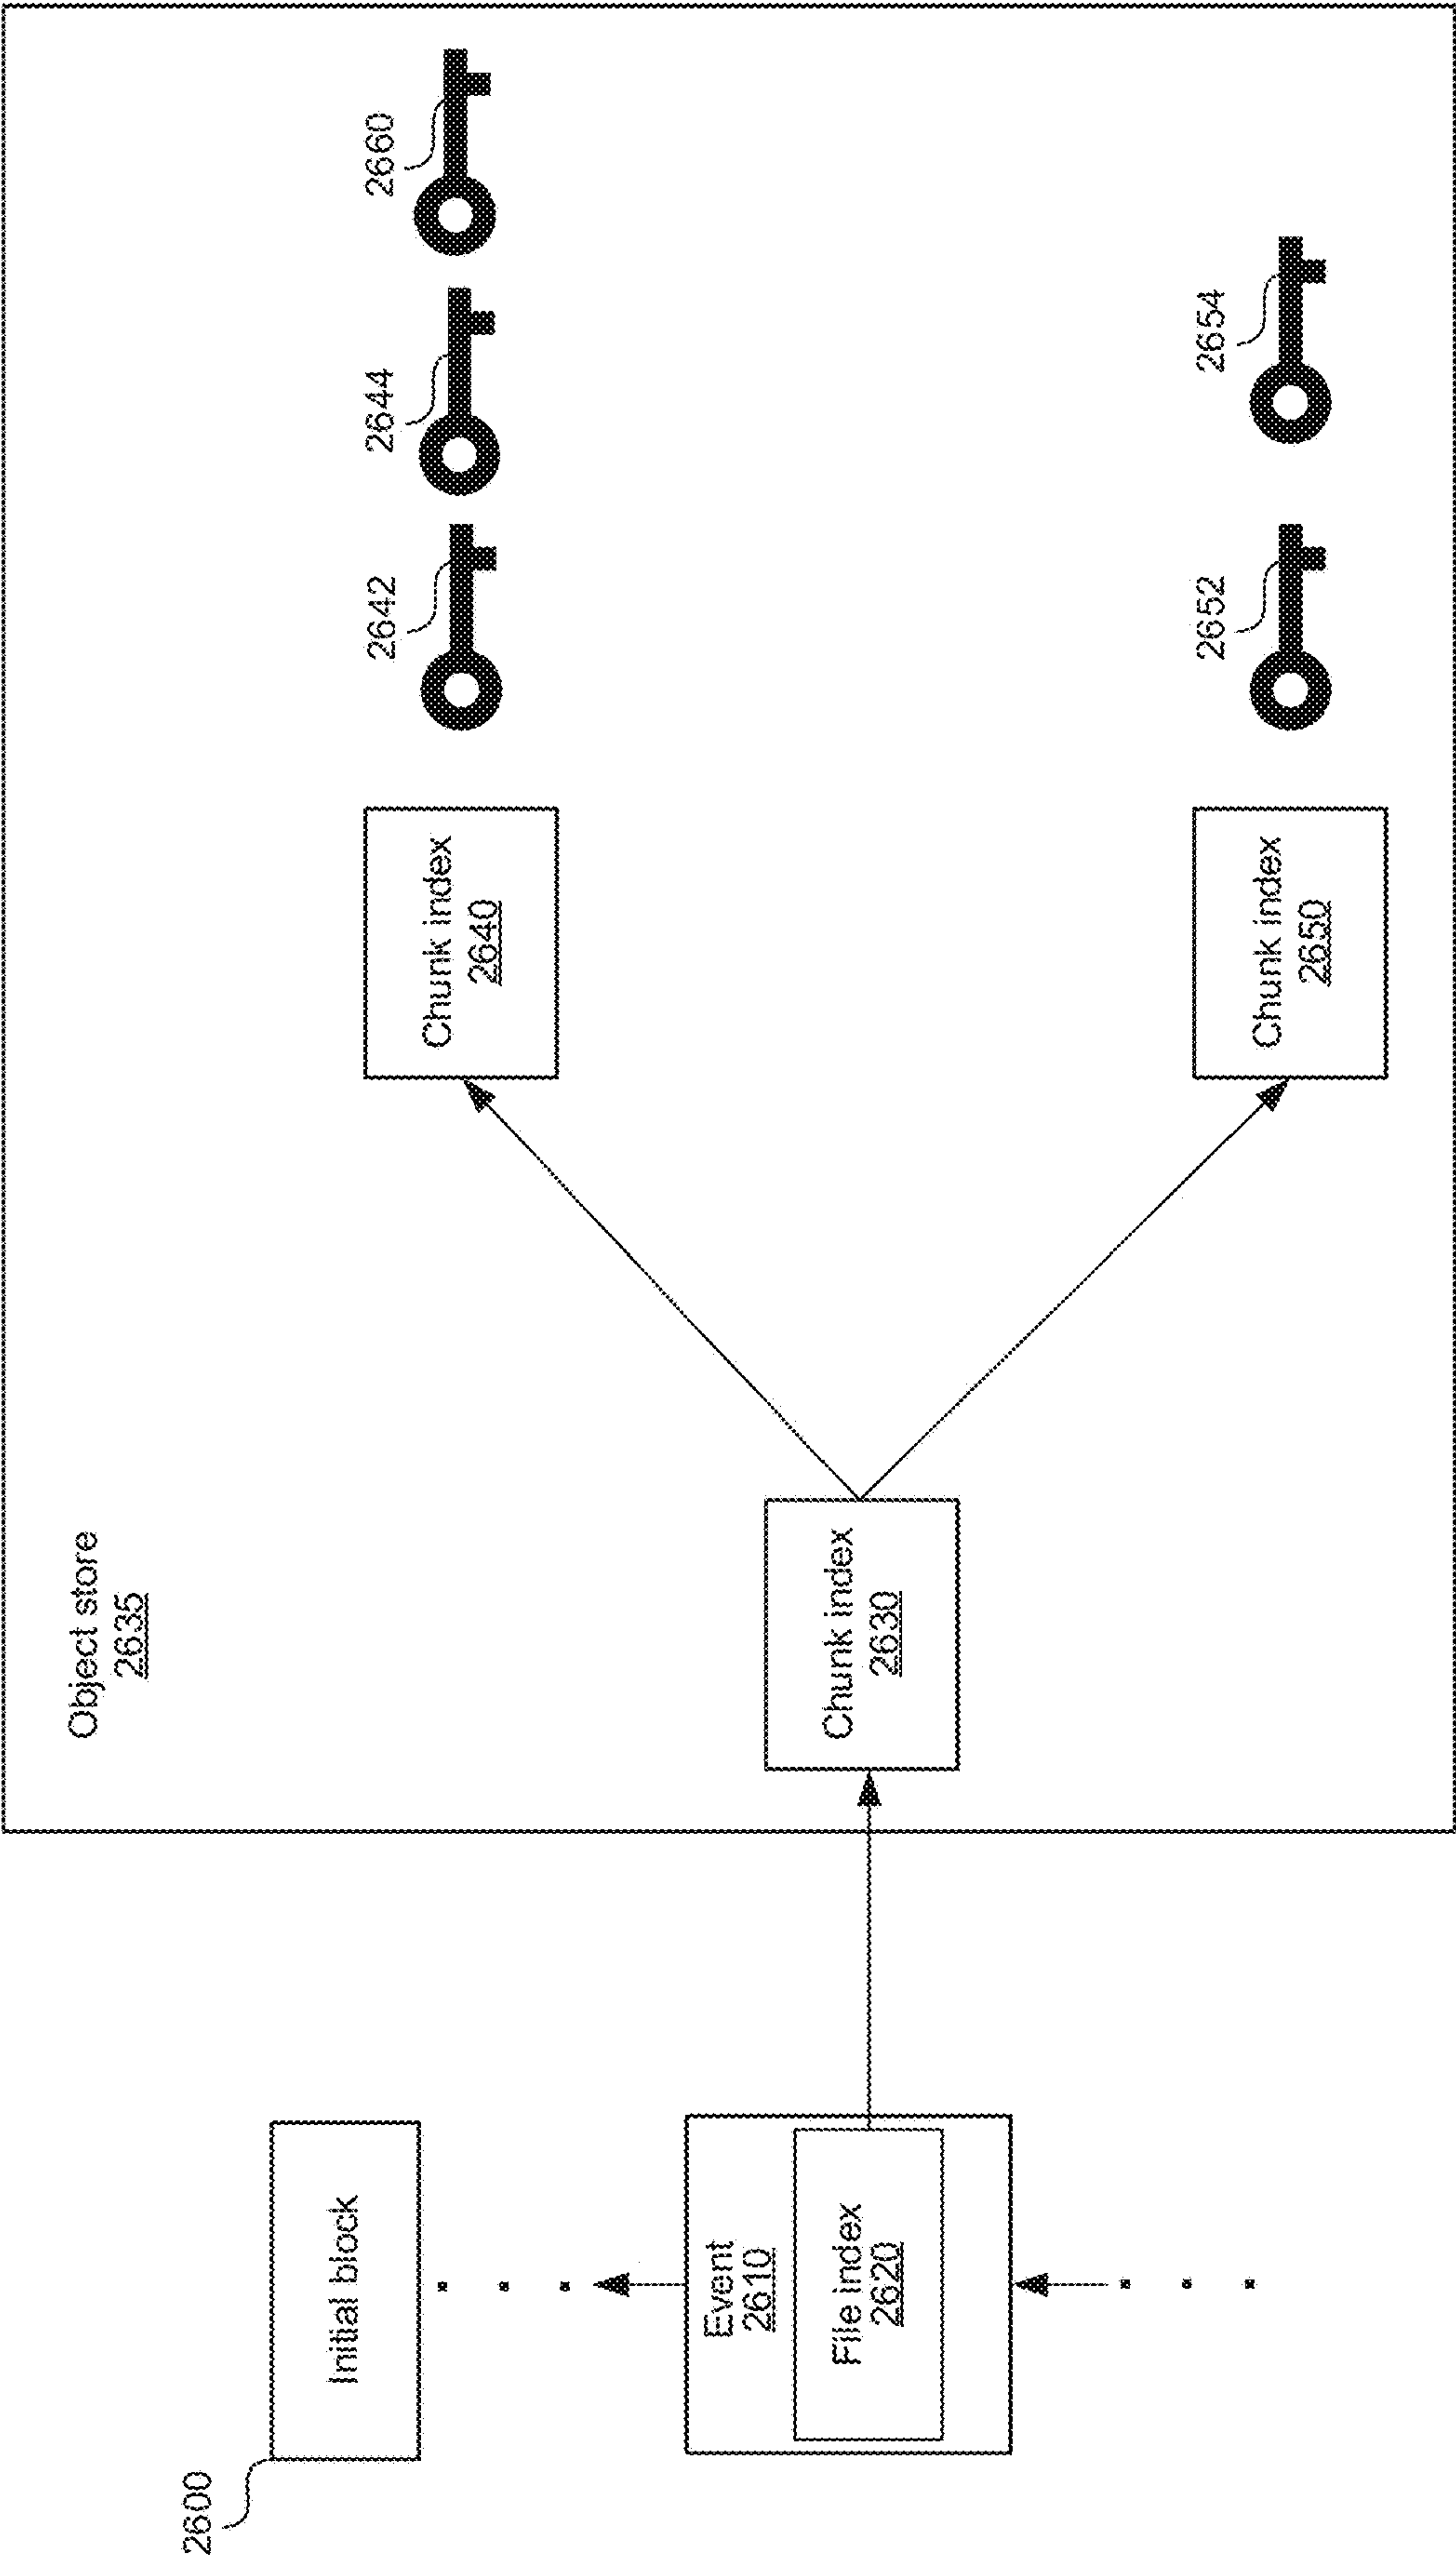 2600
Initial block
Event
2610
File index
2620
Object store
2635
Chunk index
2630
Chunk index
2640
2642
2644
2660
Chunk index
2650
2652
2654